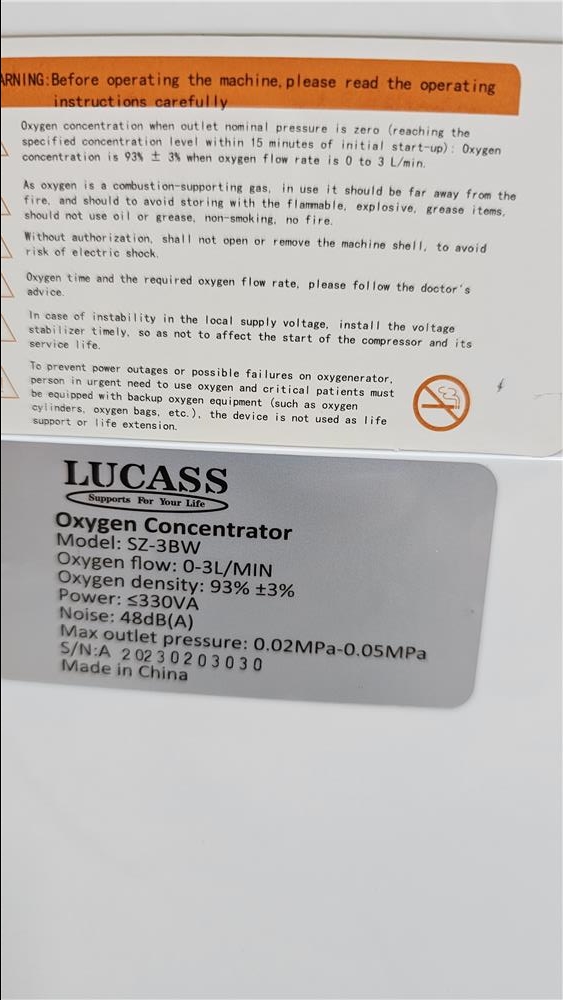 ARNING:Before operating the machine,please read the operating
instructions carefully
Oxygen concentration when outlet nominal pressure is zero (reaching the
specified concentration level within 15 minutes of initial start-up): Oxygen
concentration is 93% ± 3% when oxygen flow rate is 0 to 3 L/min.
As oxygen is a combustion-supporting gas, in use it should be far away from the
fire, and should to avoid storing with the flammable, explosive, grease items,
should not use oil or grease, non-smoking, no fire.
Without authorization, shall not open or remove the machine shell, to avoid
risk of electric shock.
Oxygen time and the required oxygen flow rate, please follow the doctor's
advice.
In case of instability in the local supply voltage, install the voltage
stabilizer timely, so as not to affect the start of the compressor and its
service life.
To prevent power outages or possible failures on oxygenerator,
person in urgent need to use oxygen and critical patients must
be equipped with backup oxygen equipment (such as oxygen
cylinders, oxygen bags, etc.), the device is not used as life
support or life extension.
LUCASS
Supports For Your Life
Oxygen Concentrator
Model: SZ-3BW
Oxygen flow: 0-3L/MIN
Oxygen density: 93% ±3%
Power: ≤330VA
Noise: 48dB(A)
Max outlet pressure: 0.02MPa-0.05MPa
S/N:A 20230203030
Made in China